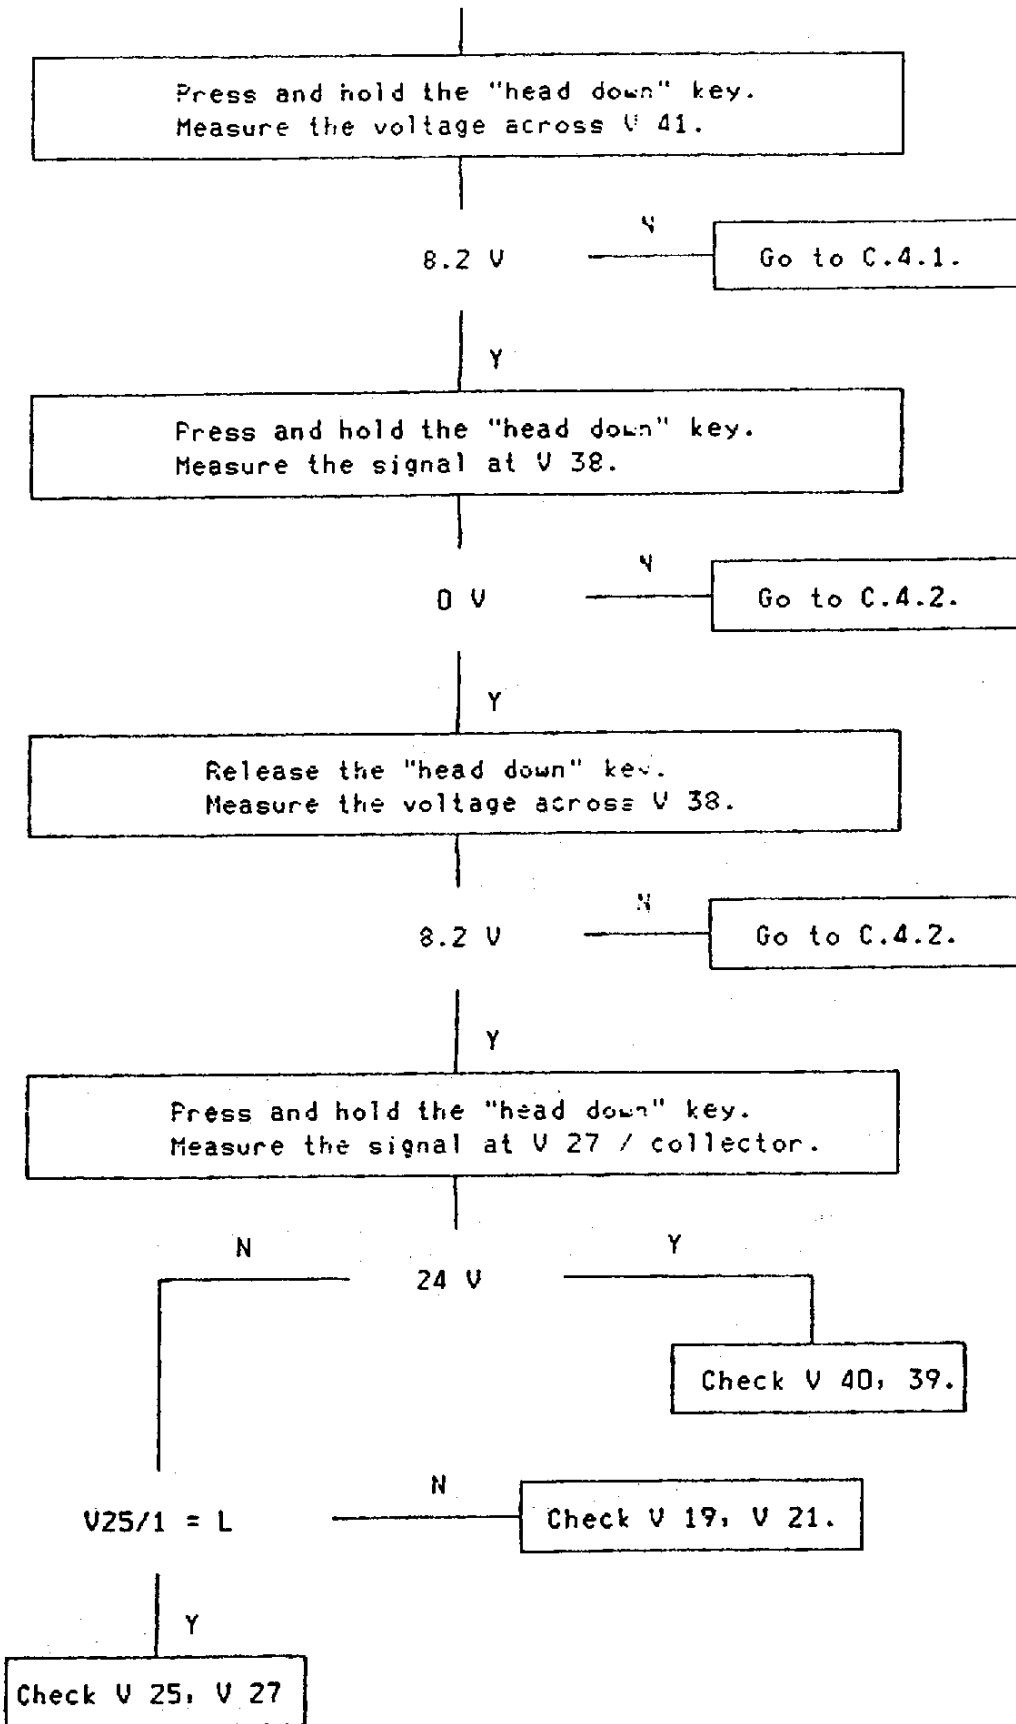 Press and hold the "head down" key.
Measure the voltage across V 41.
N
8.2 V
Go to C.4.1.
Y
Press and hold the "head down" key.
Measure the signal at V 38.
N
0 V
Go to C.4.2.
Y
Release the "head down" key.
Measure the voltage across V 38.
N
8.2 V
Go to C.4.2.
Y
Press and hold the "head down" key.
Measure the signal at V 27 / collector.
N
Y
24 V
Check V 40, 39.
N
V25/1 = L
Check V 19, V 21.
Y
Check V 25, V 27